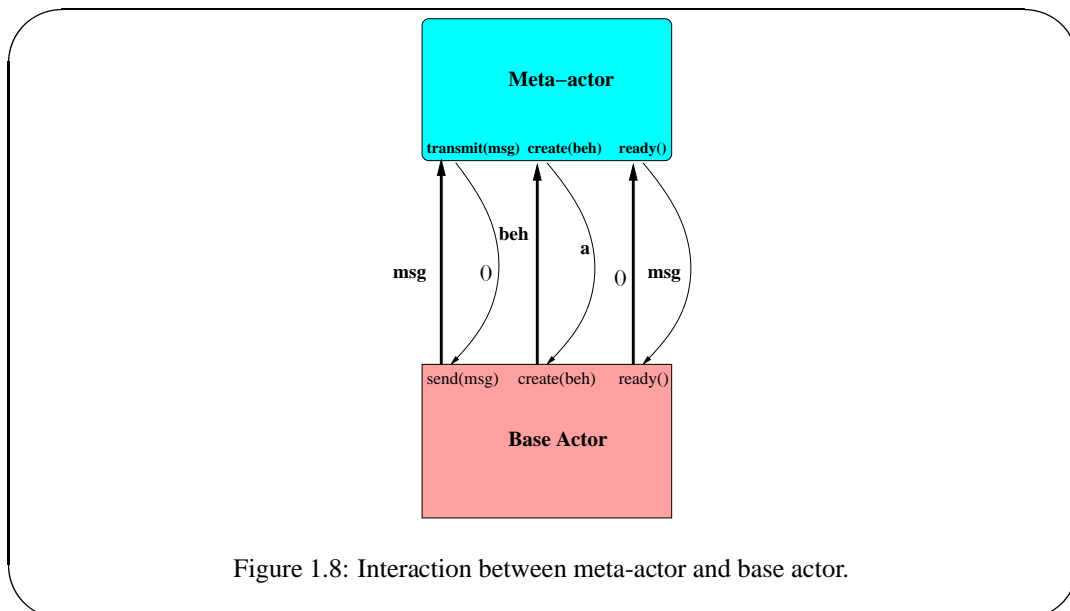 Meta−actor
transmit(msg) create(beh) ready()
beh
a
msg
()
()
msg
send(msg) create(beh) ready()
Base Actor
Figure 1.8: Interaction between meta-actor and base actor.